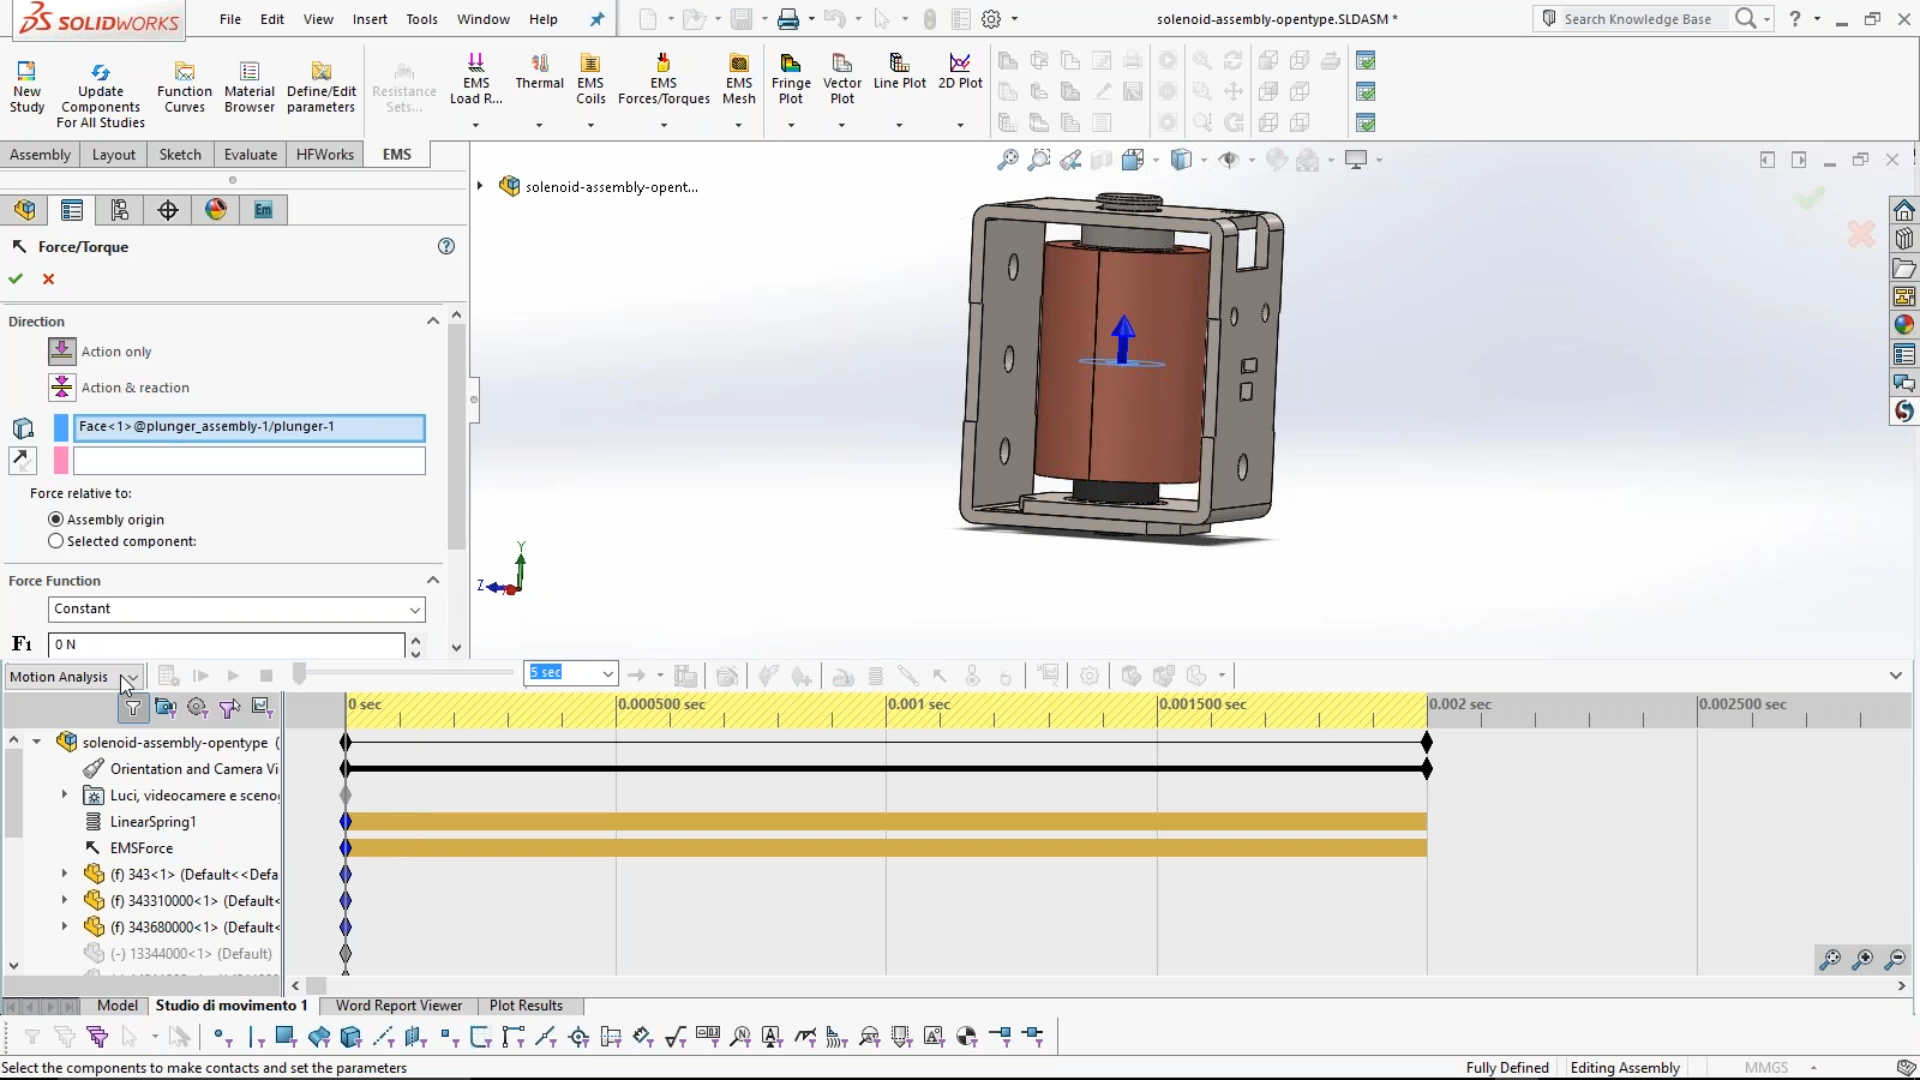 SOLIDWORKS File Edit View Insert Tools Window Help solenoid-assembly-opentype.SLDASM * Search Knowledge Base ?
New Study
Update Components For All Studies
Function Curves
Material Browser
Define/Edit parameters
Resistance Sets...
EMS Load R...
Thermal
EMS Coils
EMS Forces/Torques
EMS Mesh
Fringe Plot
Vector Plot
Line Plot
2D Plot
Assembly Layout Sketch Evaluate HFWorks EMS
solenoid-assembly-opent...
Em
Force/Torque ?
Direction
Action only
Action & reaction
Face<1>@plunger_assembly-1/plunger-1
Force relative to:
Assembly origin
Selected component:
Y
Z
Force Function
Constant
F1 0 N
Motion Analysis 5 sec
0 sec 0.000500 sec 0.001 sec 0.001500 sec 0.002 sec 0.002500 sec
solenoid-assembly-opentype (
Orientation and Camera Vi
Luci, videocamere e sceno
LinearSpring1
EMSForce
(f) 343<1> (Default<<Defa
(f) 343310000<1> (Default<
(f) 343680000<1> (Default<
(-) 13344000<1> (Default)
Model Studio di movimento 1 Word Report Viewer Plot Results
Select the components to make contacts and set the parameters Fully Defined Editing Assembly MMGS